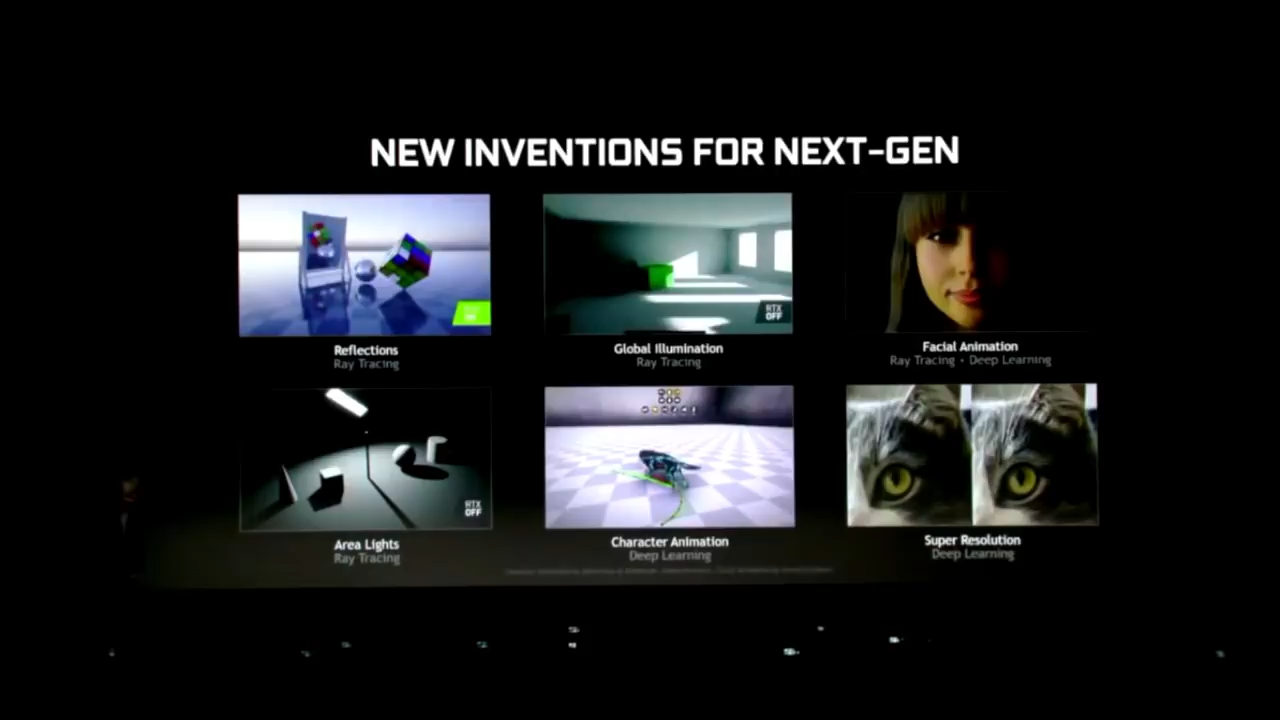 NEW INVENTIONS FOR NEXT-GEN
Reflections
Ray Tracing
Global Illumination
Ray Tracing
RTX
OFF
Facial Animation
Ray Tracing • Deep Learning
Area Lights
Ray Tracing
RTX
OFF
Character Animation
Deep Learning
Super Resolution
Deep Learning